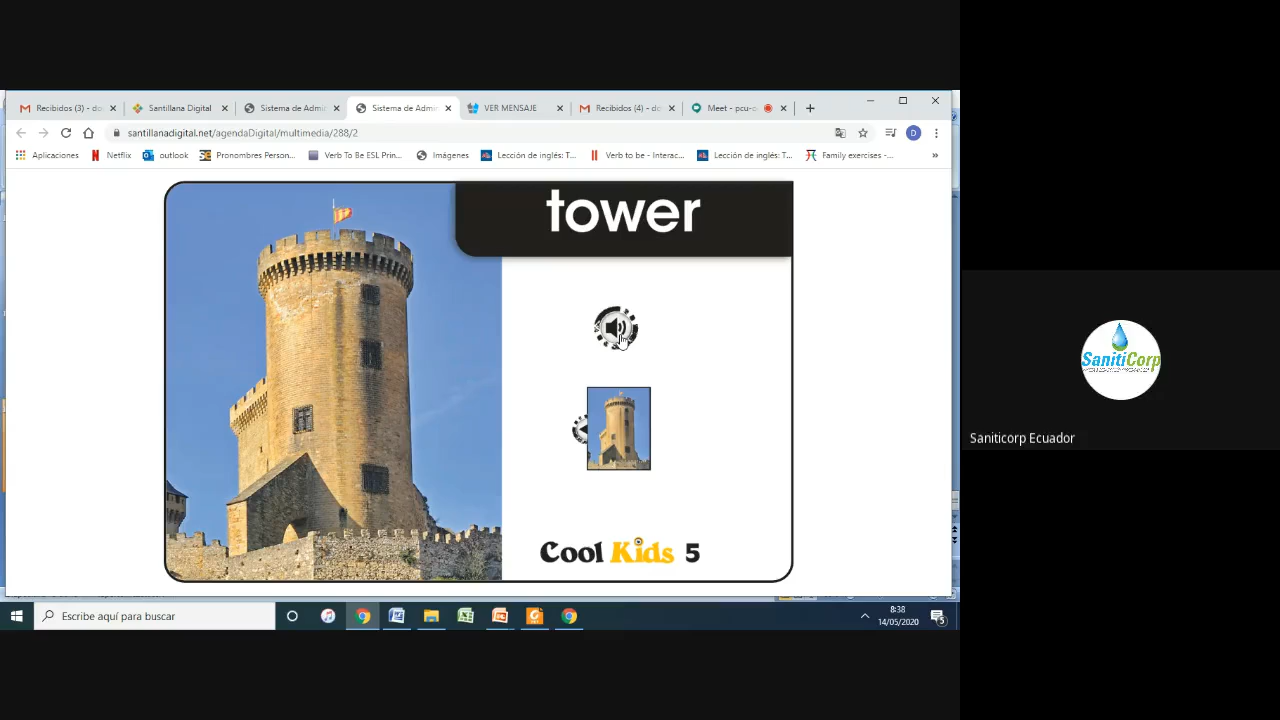 Recibidos (3) - do
Santillana Digital
Sistema de Admi
Sistema de Admi
VER MENSAJE
Recibidos (4) - do
Meet - pcu-
santillanadigital.net/agendaDigital/multimedia/288/2
D
Aplicaciones
Netflix
outlook
Pronombres Person...
Verb To Be ESL Prin...
Imágenes
Lección de inglés: T...
Verb to be - Interac...
Lección de inglés: T...
Family exercises -...
»
tower
SanitiCorp
Saniticorp Ecuador
Cool Kids 5
Escribe aquí para buscar
8:38
14/05/2020
5